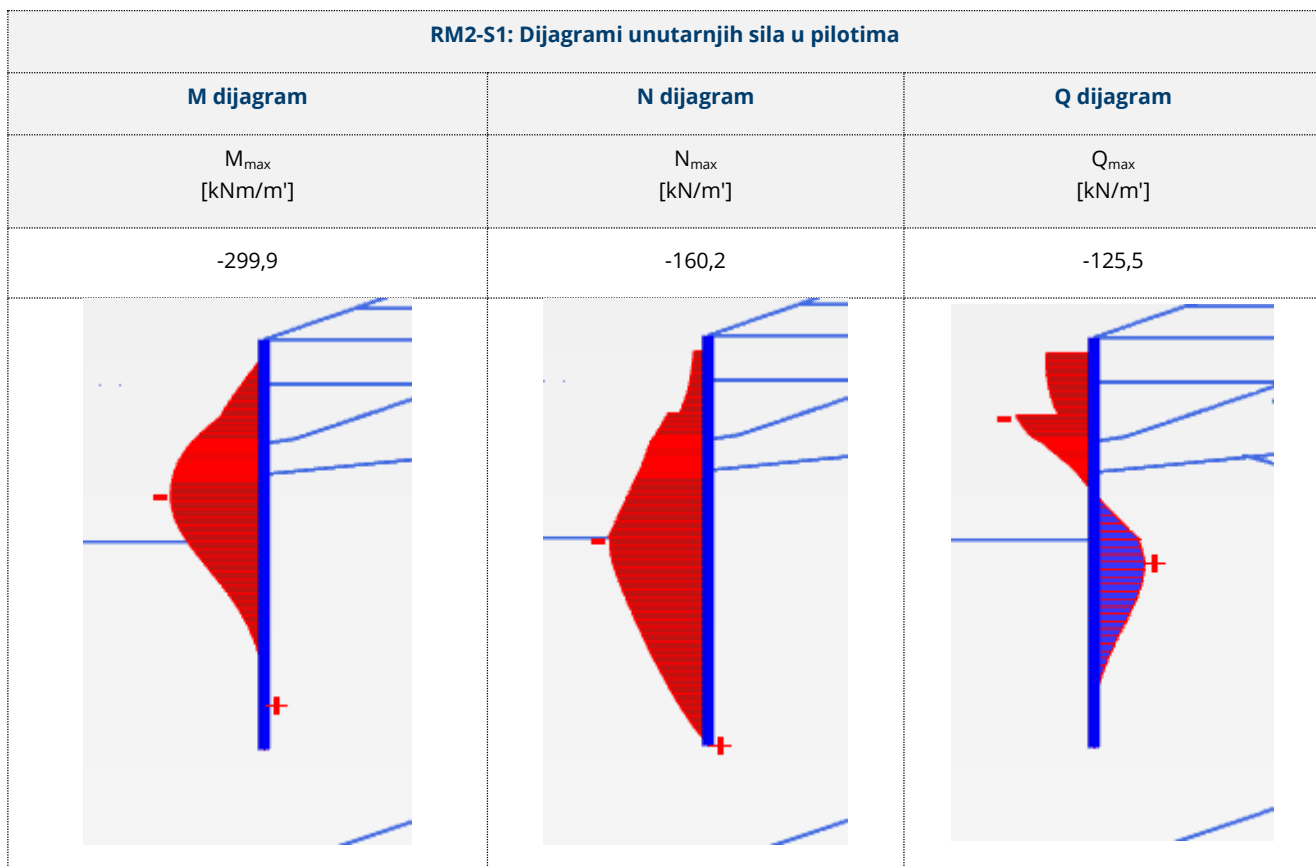 RM2-S1: Dijagrami unutarnjih sila u pilotima
M dijagram
N dijagram
Q dijagram
Mmax
[kNm/m']
Nmax
[kN/m']
Qmax
[kN/m']
-299,9
-160,2
-125,5